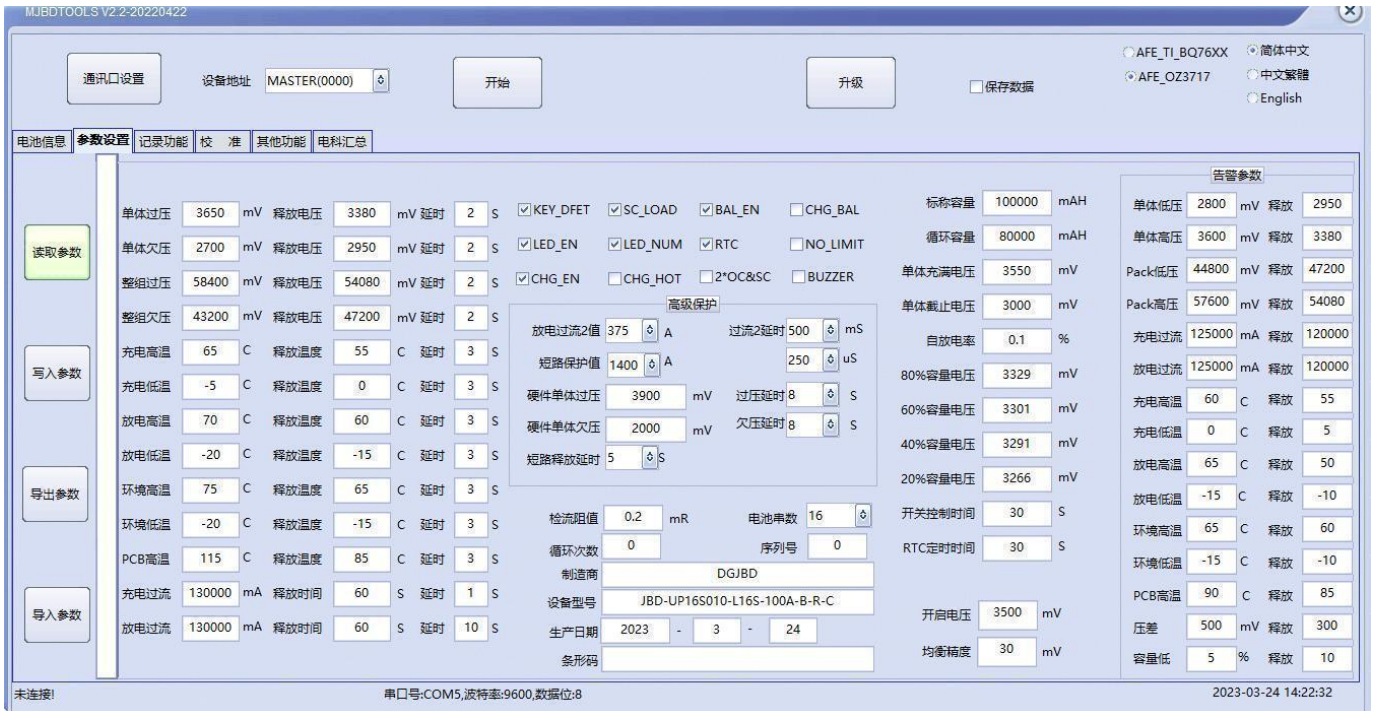 MJBDTOOLS V2.2-20220422
通讯口设置 设备地址 MASTER(0000) 开始 升级 保存数据 AFE_TI_BQ76XX 简体中文
AFE_OZ3717 中文繁體
English
电池信息 参数设置 记录功能 校 准 其他功能 电科汇总
读取参数
写入参数
导出参数
导入参数
单体过压 3650 mV 释放电压 3380 mV 延时 2 S
单体欠压 2700 mV 释放电压 2950 mV 延时 2 S
整组过压 58400 mV 释放电压 54080 mV 延时 2 S
整组欠压 43200 mV 释放电压 47200 mV 延时 2 S
充电高温 65 C 释放温度 55 C 延时 3 S
充电低温 -5 C 释放温度 0 C 延时 3 S
放电高温 70 C 释放温度 60 C 延时 3 S
放电低温 -20 C 释放温度 -15 C 延时 3 S
环境高温 75 C 释放温度 65 C 延时 3 S
环境低温 -20 C 释放温度 -15 C 延时 3 S
PCB高温 115 C 释放温度 85 C 延时 3 S
充电过流 130000 mA 释放时间 60 S 延时 1 S
放电过流 130000 mA 释放时间 60 S 延时 10 S
KEY_DFET SC_LOAD BAL_EN CHG_BAL
LED_EN LED_NUM RTC NO_LIMIT
CHG_EN CHG_HOT 2*OC&SC BUZZER
高级保护
放电过流2值 375 A 过流2延时 500 mS
短路保护值 1400 A 250 uS
硬件单体过压 3900 mV 过压延时 8 S
硬件单体欠压 2000 mV 欠压延时 8 S
短路释放延时 5 S
检流阻值 0.2 mR 电池串数 16
循环次数 0 序列号 0
制造商 DGJBD
设备型号 JBD-UP16S010-L16S-100A-B-R-C
生产日期 2023 - 3 - 24
条形码
标称容量 100000 mAH
循环容量 80000 mAH
单体充满电压 3550 mV
单体截止电压 3000 mV
自放电率 0.1 %
80%容量电压 3329 mV
60%容量电压 3301 mV
40%容量电压 3291 mV
20%容量电压 3266 mV
开关控制时间 30 S
RTC定时时间 30 S
开启电压 3500 mV
均衡精度 30 mV
告警参数
单体低压 2800 mV 释放 2950
单体高压 3600 mV 释放 3380
Pack低压 44800 mV 释放 47200
Pack高压 57600 mV 释放 54080
充电过流 125000 mA 释放 120000
放电过流 125000 mA 释放 120000
充电高温 60 C 释放 55
充电低温 0 C 释放 5
放电高温 65 C 释放 50
放电低温 -15 C 释放 -10
环境高温 65 C 释放 60
环境低温 -15 C 释放 -10
PCB高温 90 C 释放 85
压差 500 mV 释放 300
容量低 5 % 释放 10
未连接! 串口号:COM5,波特率:9600,数据位:8 2023-03-24 14:22:32